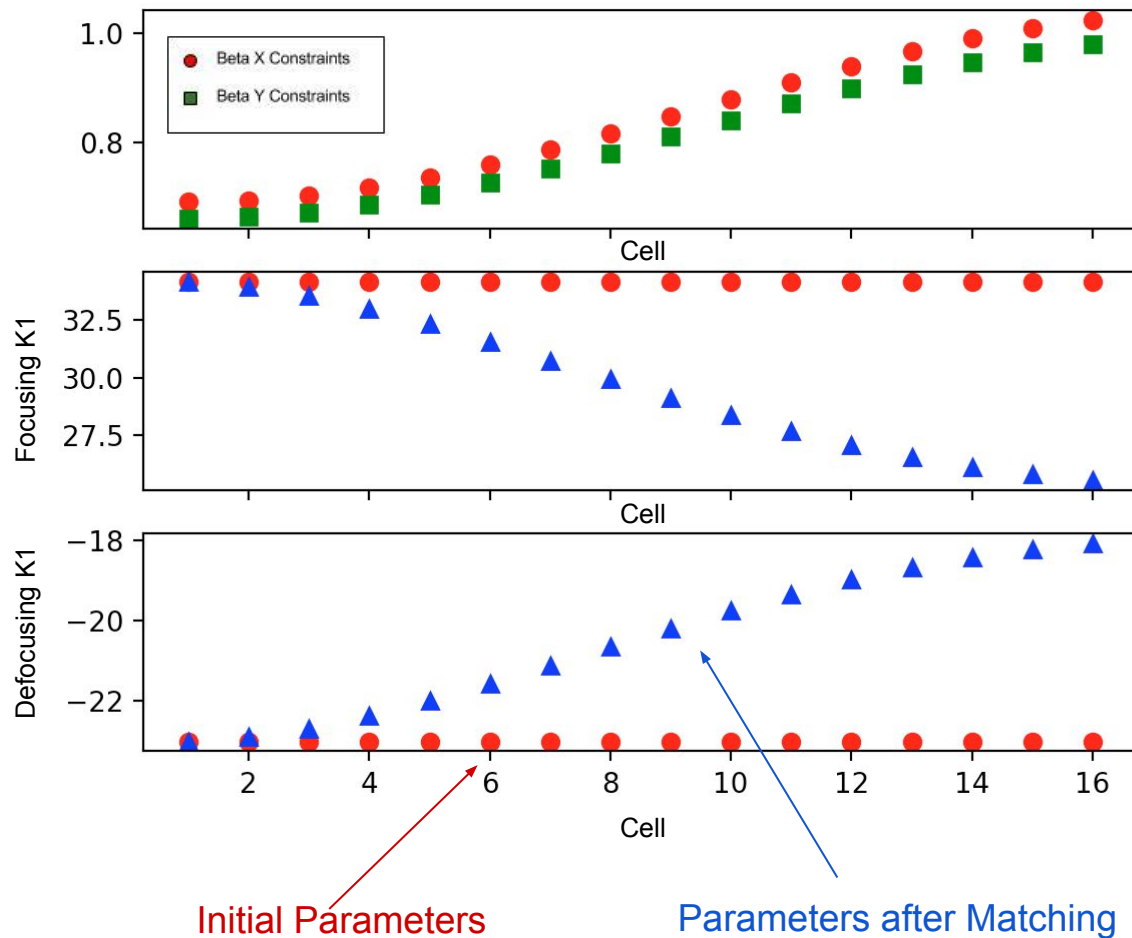 1.0
Beta X Constraints
Beta Y Constraints
0.8
Cell
Focusing K1
32.5
30.0
27.5
Cell
Defocusing K1
−18
−20
−22
2 4 6 8 10 12 14 16
Cell
Initial Parameters
Parameters after Matching